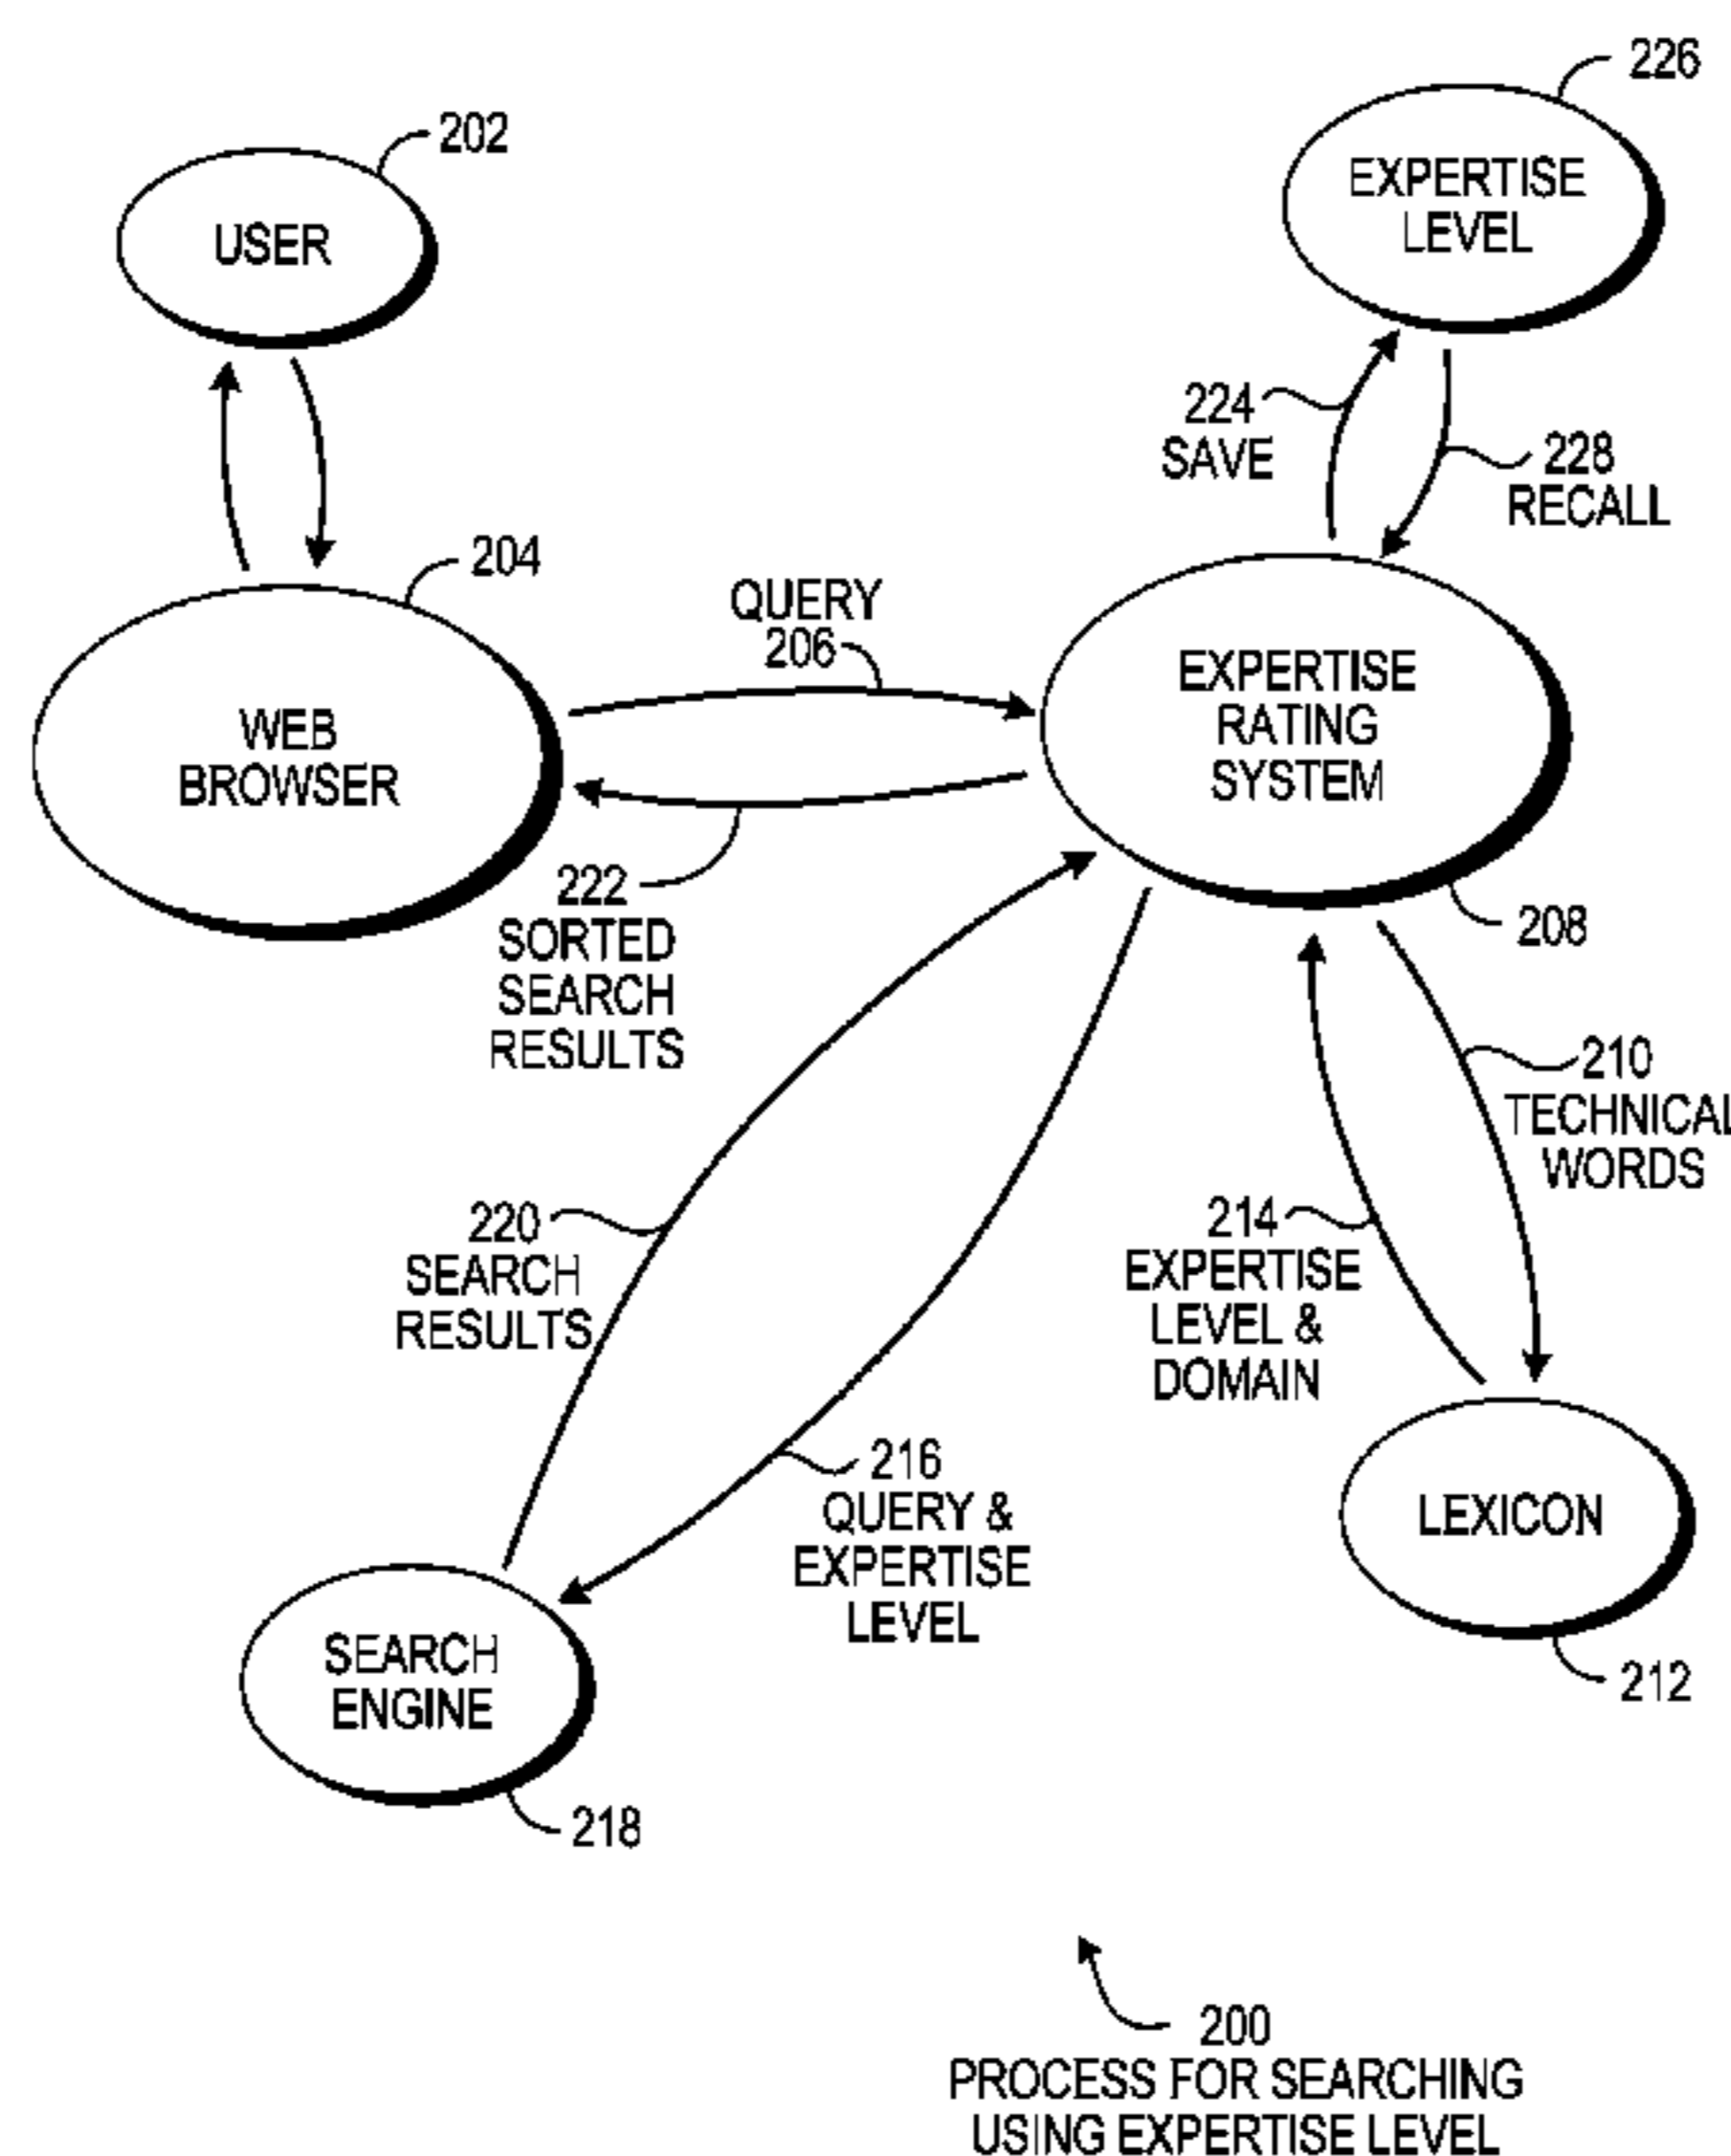 226
EXPERTISE
LEVEL
202
USER
224
SAVE
228
RECALL
204
WEB
BROWSER
QUERY
206
EXPERTISE
RATING
SYSTEM
208
222
SORTED
SEARCH
RESULTS
210
TECHNICAL
WORDS
220
SEARCH
RESULTS
214
EXPERTISE
LEVEL &
DOMAIN
216
QUERY &
EXPERTISE
LEVEL
LEXICON
212
SEARCH
ENGINE
218
200
PROCESS FOR SEARCHING
USING EXPERTISE LEVEL